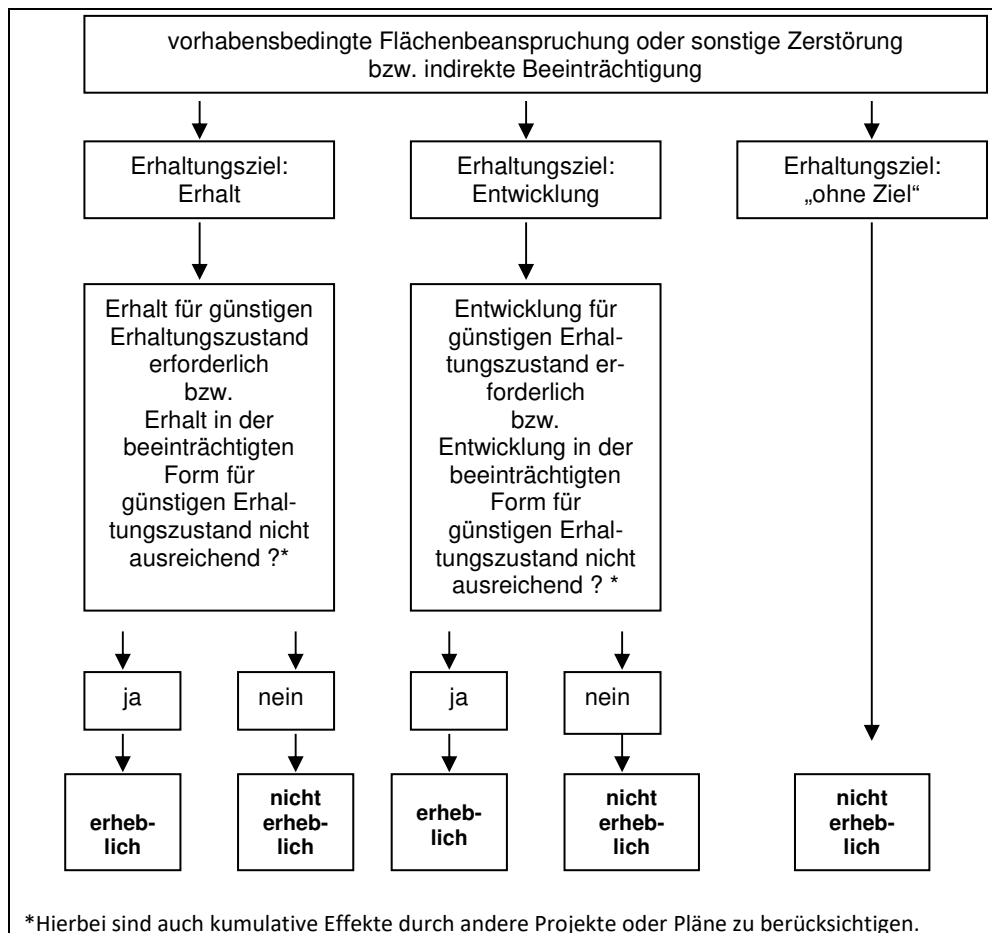 vorhabensbedingte Flächenbeanspruchung oder sonstige Zerstörung
bzw. indirekte Beeinträchtigung
Erhaltungsziel:
Erhalt
Erhaltungsziel:
Entwicklung
Erhaltungsziel:
„ohne Ziel“
Erhalt für günstigen
Erhaltungszustand
erforderlich
bzw.
Erhalt in der
beeinträchtigten
Form für
günstigen Erhal-
tungszustand nicht
ausreichend ?*
Entwicklung für
günstigen Erhal-
tungszustand er-
forderlich
bzw.
Entwicklung in der
beeinträchtigten
Form für
günstigen Erhal-
tungszustand nicht
ausreichend ? *
ja
nein
ja
nein
erheb-
lich
nicht
erheb-
lich
erheb-
lich
nicht
erheb-
lich
nicht
erheb-
lich
*Hierbei sind auch kumulative Effekte durch andere Projekte oder Pläne zu berücksichtigen.